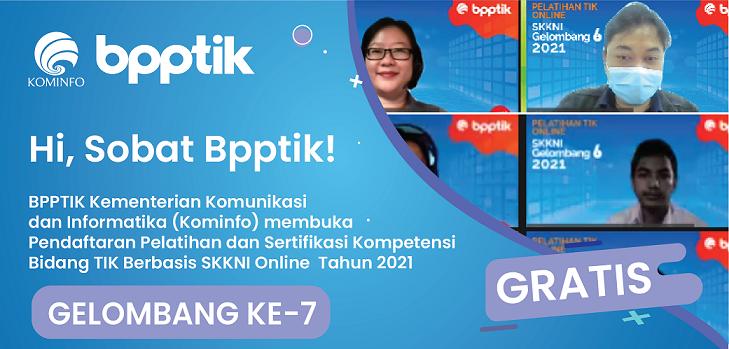 KOMINFO
bpptik
Hi, Sobat Bpptik!
BPPTIK Kementerian Komunikasi
dan Informatika (Kominfo) membuka
Pendaftaran Pelatihan dan Sertifikasi Kompetensi
Bidang TIK Berbasis SKKNI Online Tahun 2021
GELOMBANG KE-7
bpptik
PELATIHAN TIK
ONLINE
SKKNI
Gelombang 6
2021
bpptik
bpptik
PELATIHAN TIK
ONLINE
SKKNI
Gelombang 6
2021
bpptik
GRATIS